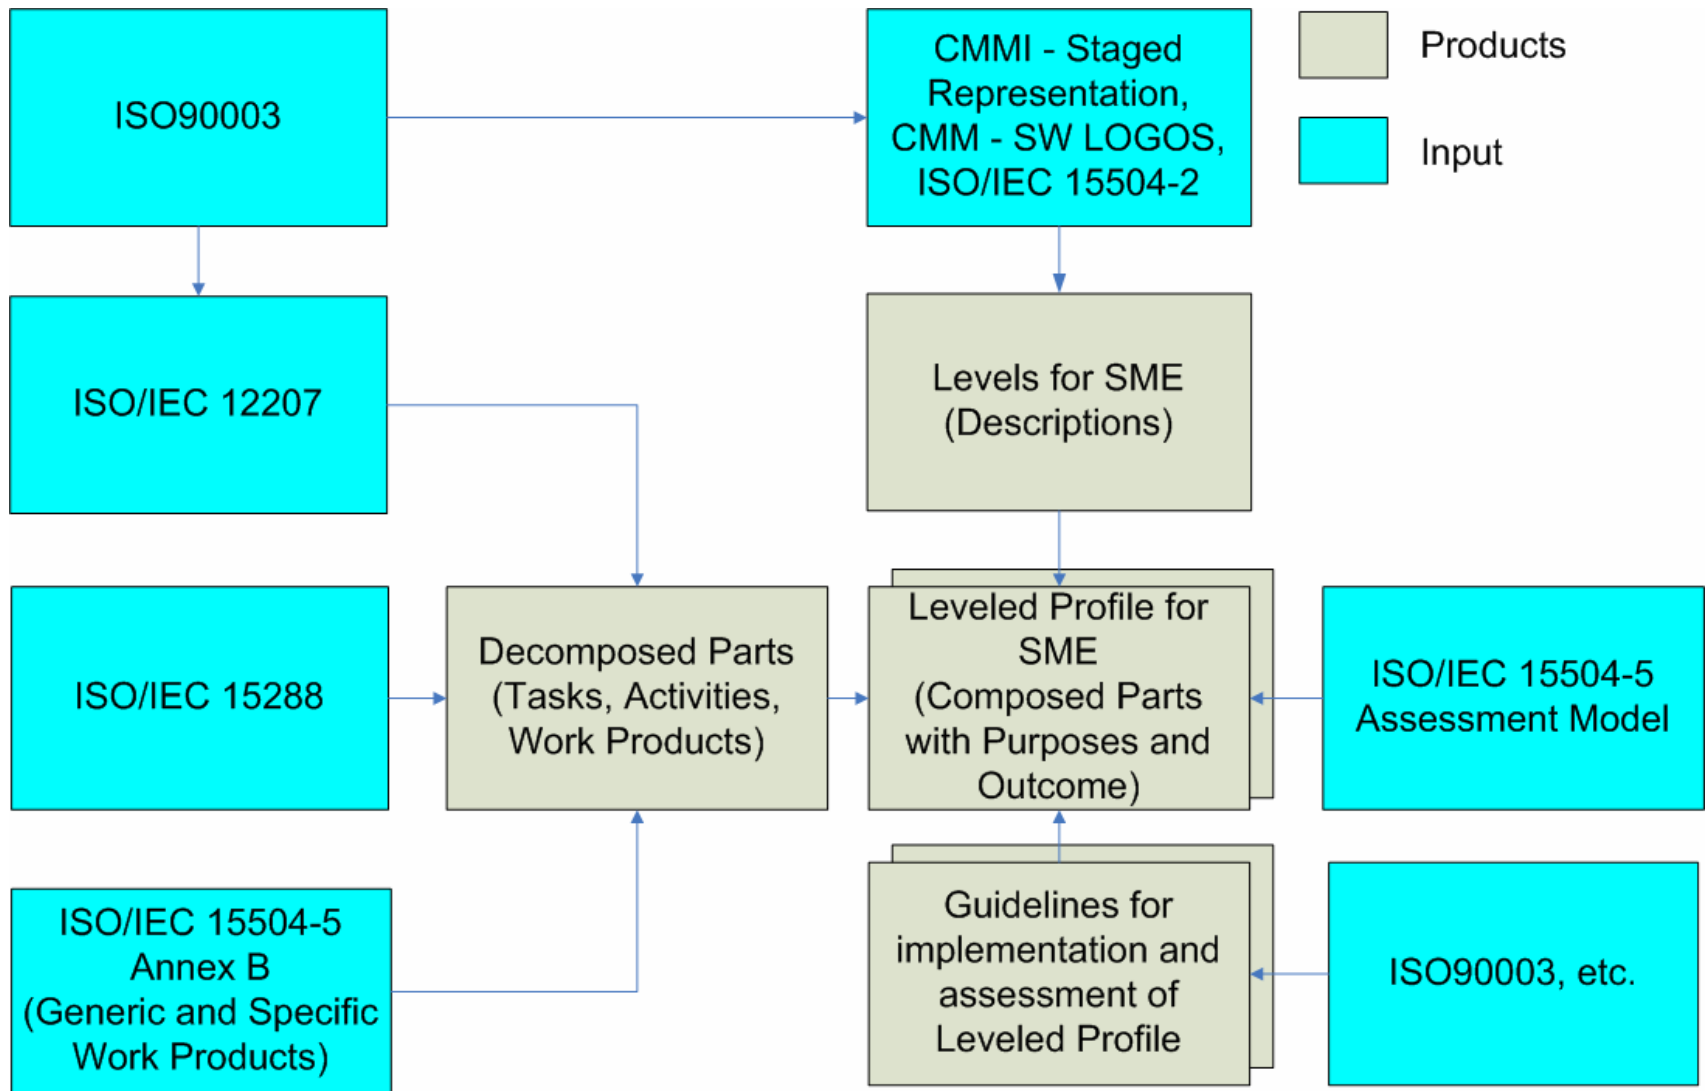 ISO90003
CMMI - Staged
Representation,
CMM - SW LOGOS,
ISO/IEC 15504-2
Products
Input
ISO/IEC 12207
Levels for SME
(Descriptions)
ISO/IEC 15288
Decomposed Parts
(Tasks, Activities,
Work Products)
Leveled Profile for
SME
(Composed Parts
with Purposes and
Outcome)
ISO/IEC 15504-5
Assessment Model
ISO/IEC 15504-5
Annex B
(Generic and Specific
Work Products)
Guidelines for
implementation and
assessment of
Leveled Profile
ISO90003, etc.